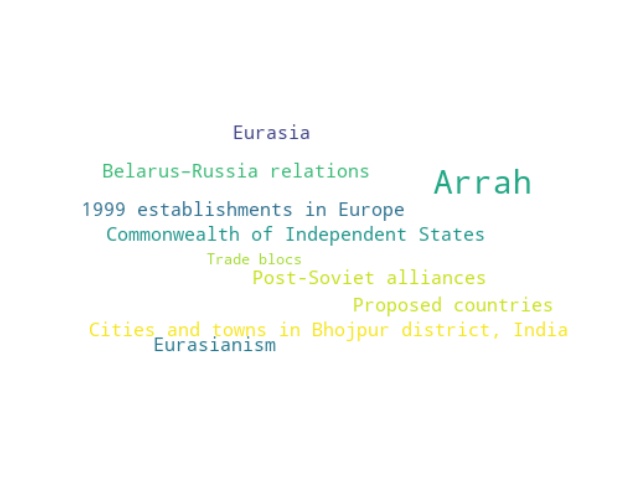 Eurasia
Belarus–Russia relations
Arrah
1999 establishments in Europe
Commonwealth of Independent States
Trade blocs
Post-Soviet alliances
Proposed countries
Cities and towns in Bhojpur district, India
Eurasianism